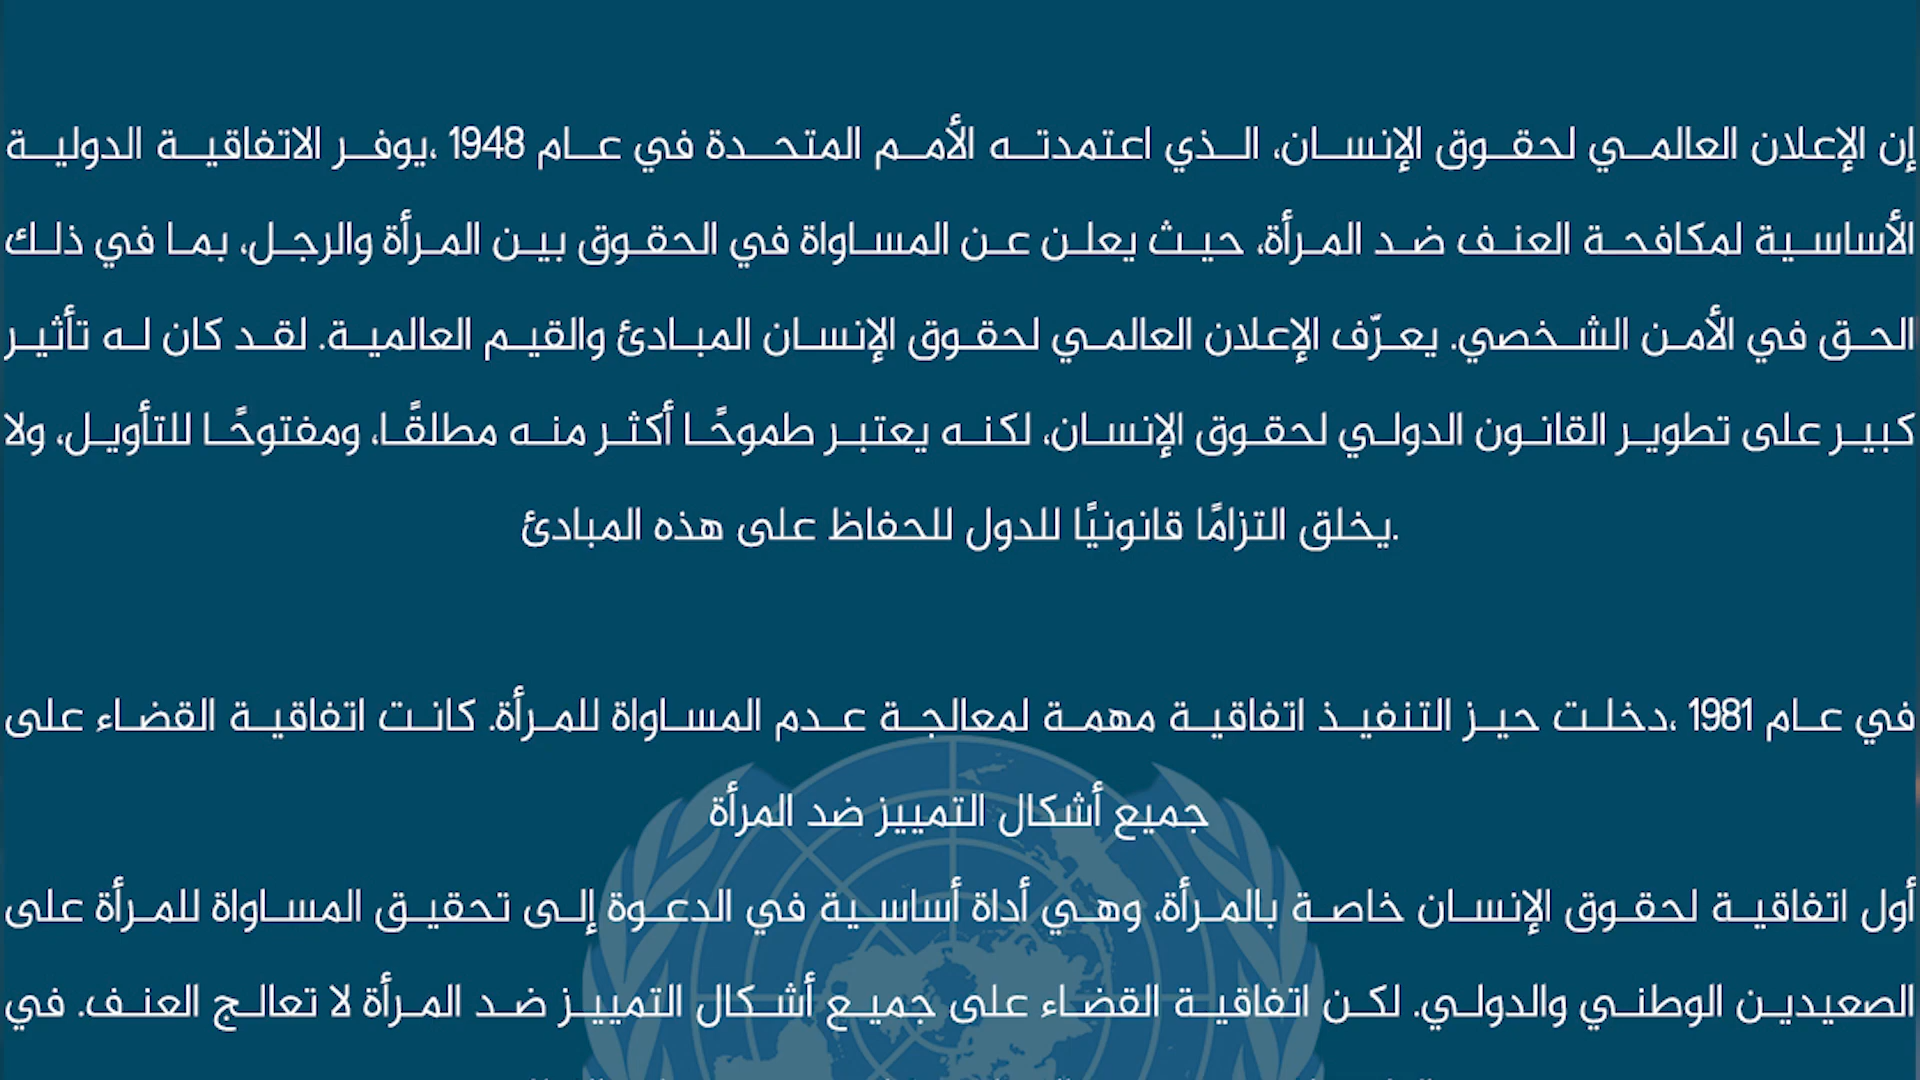 إن الإعلان العالمي لحقوق الإنسان، الذي اعتمدته الأمم المتحدة في عام 1948 ،يوفر الاتفاقية الدولية
الأساسية لمكافحة العنف ضد المرأة، حيث يعلن عن المساواة في الحقوق بين المرأة والرجل، بما في ذلك
الحق في الأمن الشخصي. يعرّف الإعلان العالمي لحقوق الإنسان المبادئ والقيم العالمية. لقد كان له تأثير
كبير على تطوير القانون الدولي لحقوق الإنسان، لكنه يعتبر طموحًا أكثر منه مطلقًا، ومفتوحًا للتأويل، ولا
.يخلق التزامًا قانونيًا للدول للحفاظ على هذه المبادئ
في عام 1981 ،دخلت حيز التنفيذ اتفاقية مهمة لمعالجة عدم المساواة للمرأة. كانت اتفاقية القضاء على
جميع أشكال التمييز ضد المرأة
أول اتفاقية لحقوق الإنسان خاصة بالمرأة، وهي أداة أساسية في الدعوة إلى تحقيق المساواة للمرأة على
الصعيدين الوطني والدولي. لكن اتفاقية القضاء على جميع أشكال التمييز ضد المرأة لا تعالج العنف. في